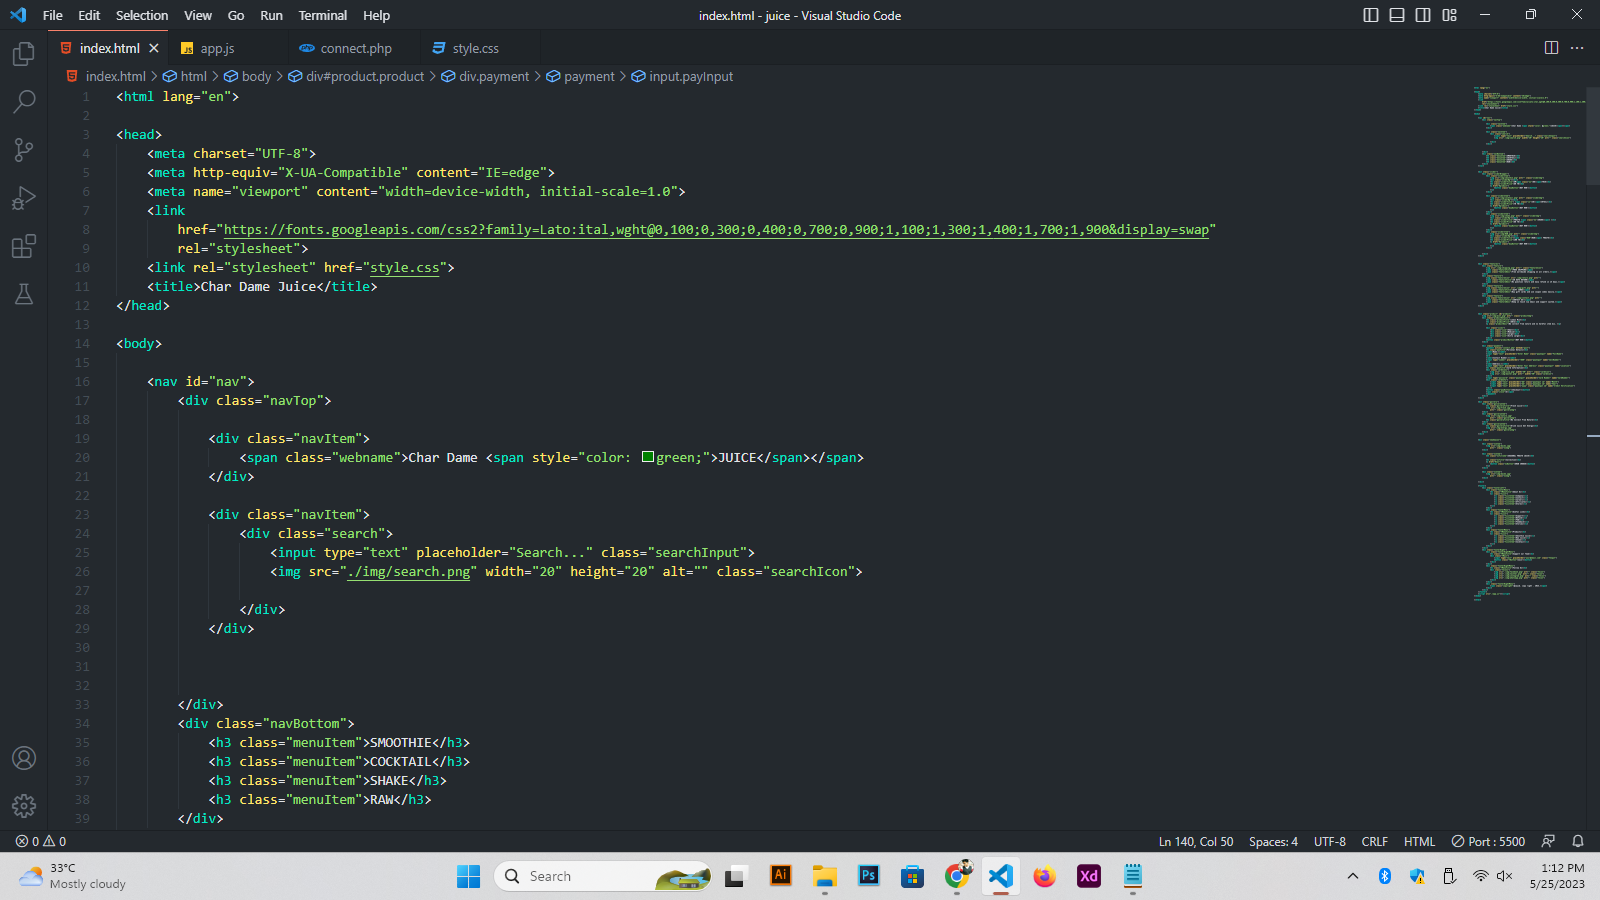 File Edit Selection View Go Run Terminal Help
index.html - juice - Visual Studio Code
index.html
app.js
connect.php
style.css
index.html > html > body > div#product.product > div.payment > payment > input.payInput
1 <html lang="en">
2
3 <head>
4 <meta charset="UTF-8">
5 <meta http-equiv="X-UA-Compatible" content="IE=edge">
6 <meta name="viewport" content="width=device-width, initial-scale=1.0">
7 <link
8 href="https://fonts.googleapis.com/css2?family=Lato:ital,wght@0,100;0,300;0,400;0,700;0,900;1,100;1,300;1,400;1,700;1,900&display=swap"
9 rel="stylesheet">
10 <link rel="stylesheet" href="style.css">
11 <title>Char Dame Juice</title>
12 </head>
13
14 <body>
15
16 <nav id="nav">
17 <div class="navTop">
18
19 <div class="navItem">
20 <span class="webname">Char Dame <span style="color: green;">JUICE</span></span>
21 </div>
22
23 <div class="navItem">
24 <div class="search">
25 <input type="text" placeholder="Search..." class="searchInput">
26 <img src="./img/search.png" width="20" height="20" alt="" class="searchIcon">
27
28 </div>
29 </div>
30
31
32
33 </div>
34 <div class="navBottom">
35 <h3 class="menuItem">SMOOTHIE</h3>
36 <h3 class="menuItem">COCKTAIL</h3>
37 <h3 class="menuItem">SHAKE</h3>
38 <h3 class="menuItem">RAW</h3>
39 </div>
0 0
Ln 140, Col 50 Spaces: 4 UTF-8 CRLF HTML Port : 5500
33°C
Mostly cloudy
Search
Ai
Ps
Xd
1:12 PM
5/25/2023